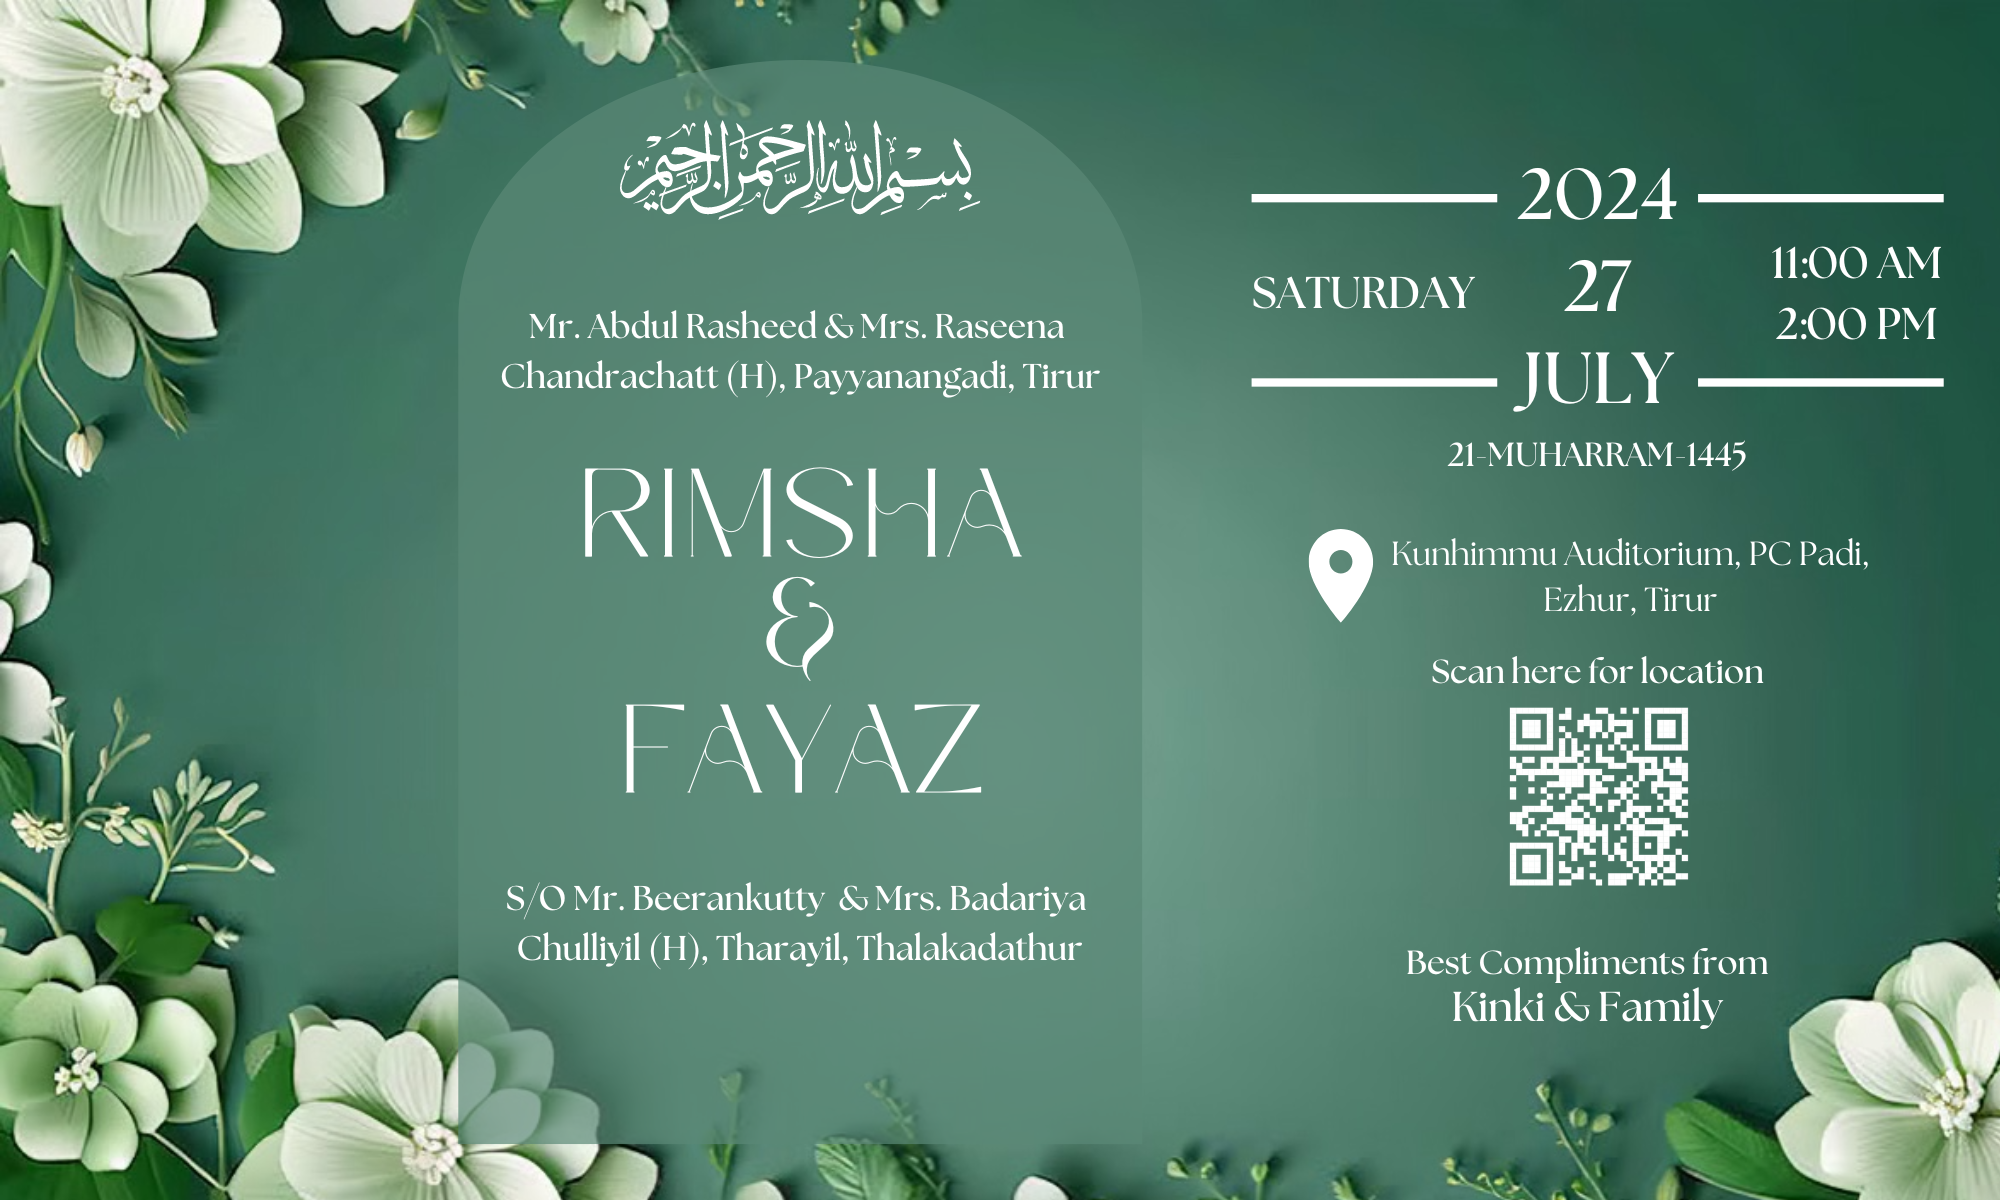 بسم الله الرحمن الرحيم
Mr. Abdul Rasheed & Mrs. Raseena
Chandrachatt (H), Payyanangadi, Tirur
RIMSHA
&
FAYAZ
S/O Mr. Beerankutty & Mrs. Badariya
Chulliyil (H), Tharayil, Thalakadathur
2024
SATURDAY
27
11:00 AM
2:00 PM
JULY
21-MUHARRAM-1445
Kunhimmu Auditorium, PC Padi,
Ezhur, Tirur
Scan here for location
Best Compliments from
Kinki & Family